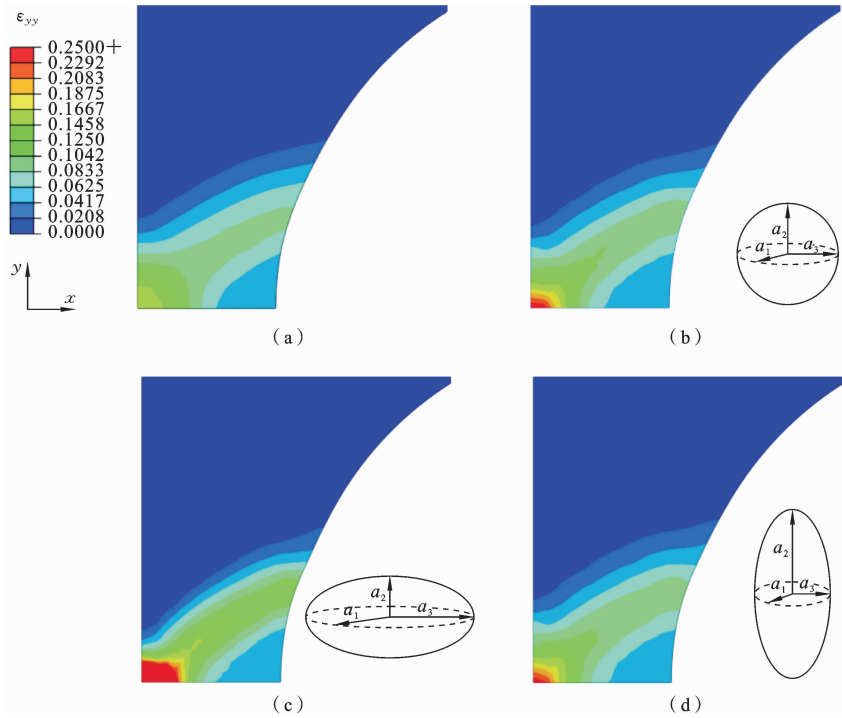 ε_yy
0.2500+
0.2292
0.2083
0.1875
0.1667
0.1458
0.1250
0.1042
0.0833
0.0625
0.0417
0.0208
0.0000
y
x
(a)
a₂
a₁ a₃
(b)
a₂
a₁ a₃
(c)
a₂
a₁ a₃
(d)